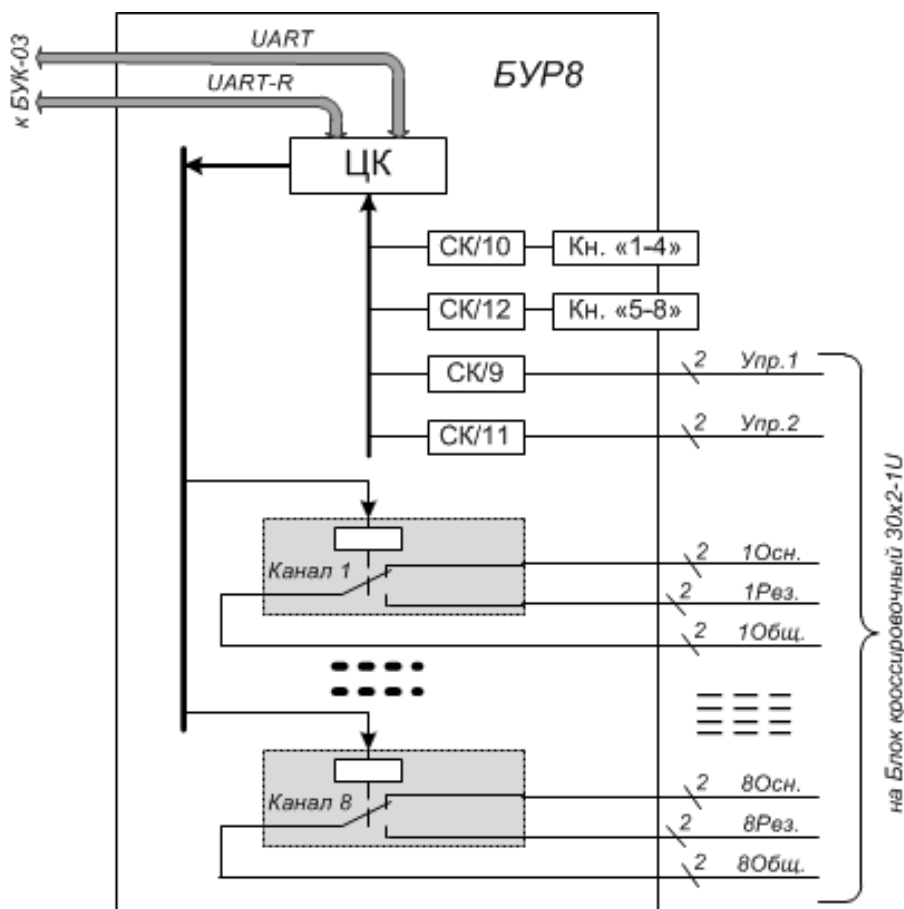 к БУК-03
UART
UART-R
БУР8
ЦК
СК/10
Кн. «1-4»
СК/12
Кн. «5-8»
СК/9
2
Упр.1
СК/11
2
Упр.2
Канал 1
2
1Осн.
2
1Рез.
2
1Общ.
Канал 8
2
8Осн.
2
8Рез.
2
8Общ.
на Блок кроссировочный 30х2-1U